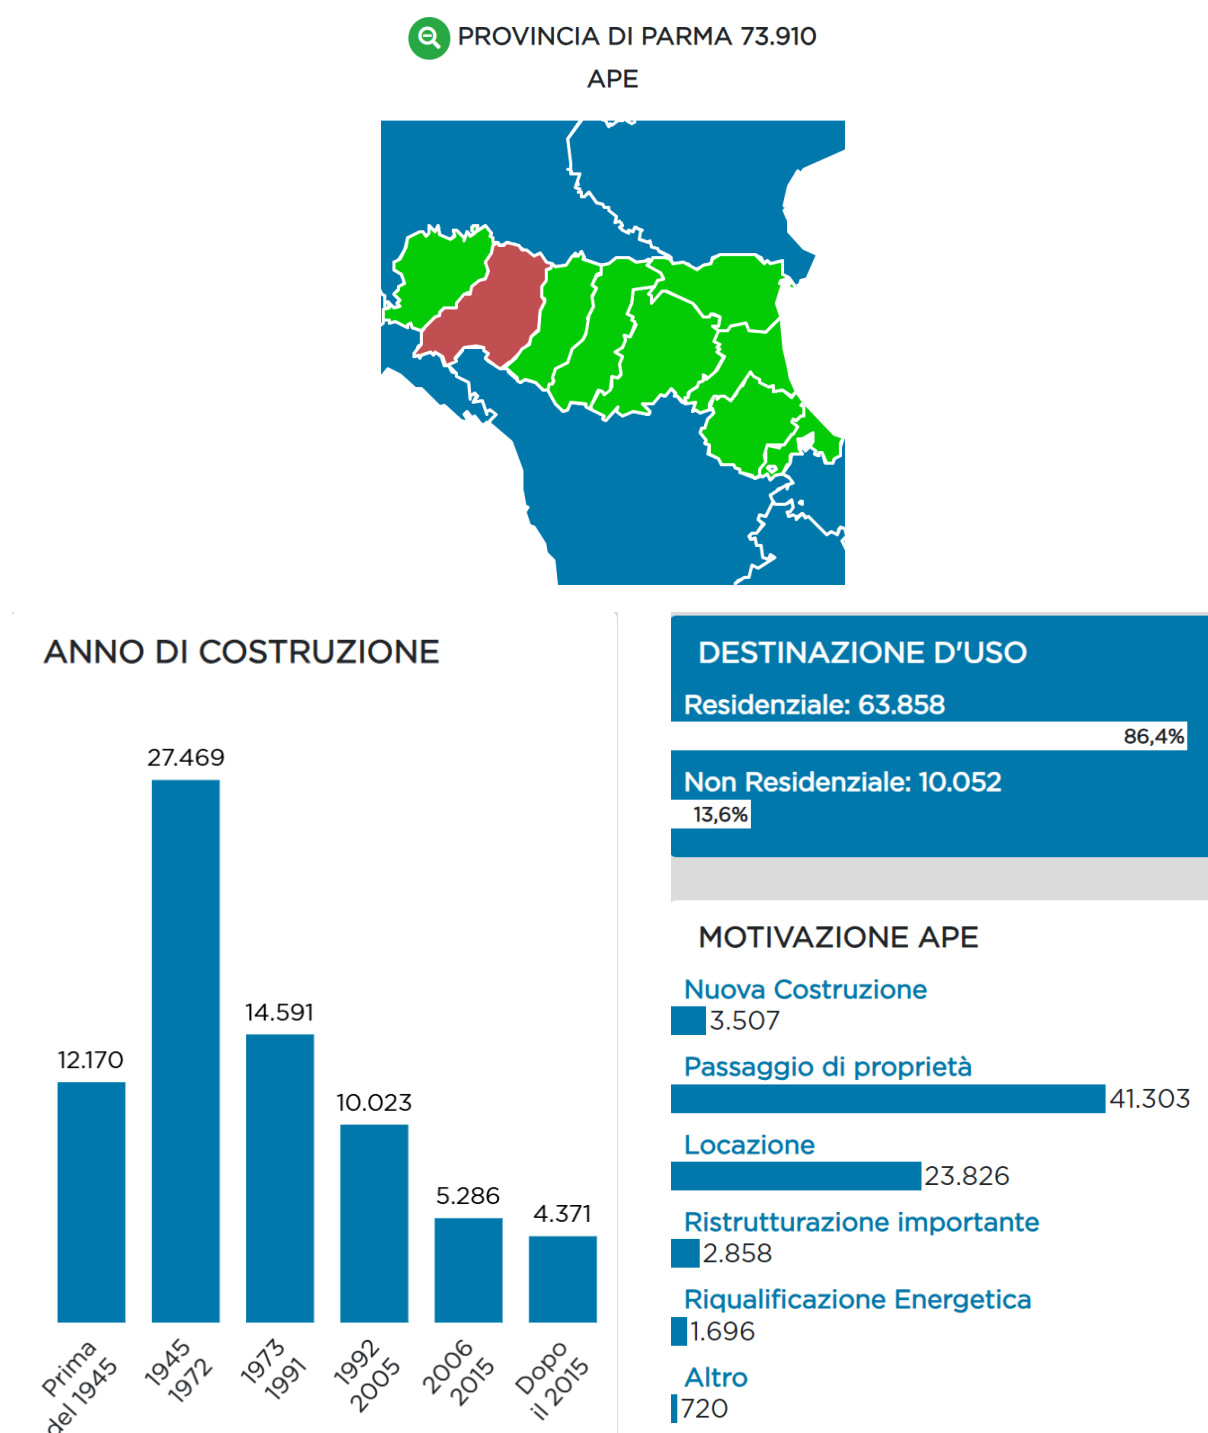 PROVINCIA DI PARMA 73.910
APE
ANNO DI COSTRUZIONE
27.469
14.591
12.170
10.023
5.286
4.371
Prima
del 1945
1945
1972
1973
1991
1992
2005
2006
2015
Dopo
il 2015
DESTINAZIONE D'USO
Residenziale: 63.858
86,4%
Non Residenziale: 10.052
13,6%
MOTIVAZIONE APE
Nuova Costruzione
3.507
Passaggio di proprietà
41.303
Locazione
23.826
Ristrutturazione importante
2.858
Riqualificazione Energetica
1.696
Altro
720